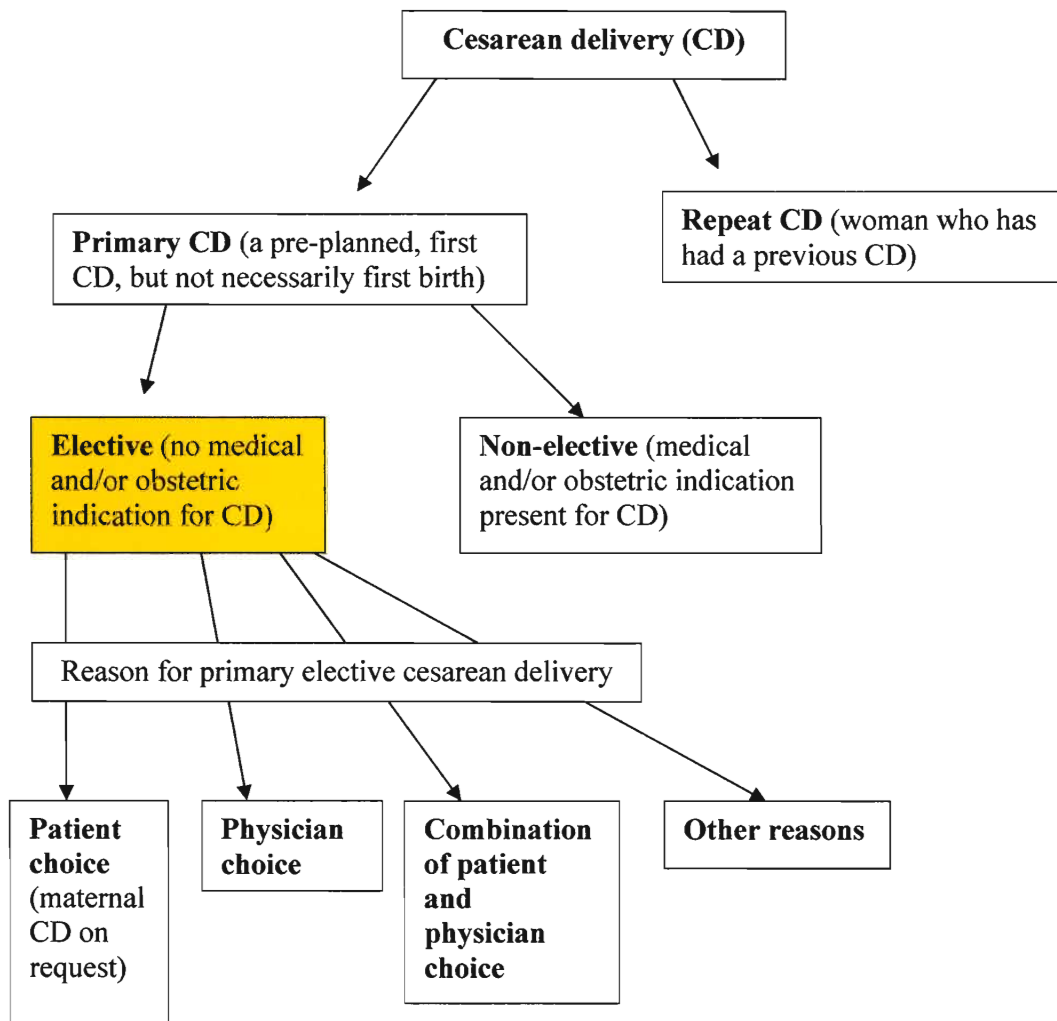 Cesarean delivery (CD)
Primary CD (a pre-planned, first
CD, but not necessarily first birth)
Repeat CD (woman who has
had a previous CD)
Elective (no medical
and/or obstetric
indication for CD)
Non-elective (medical
and/or obstetric indication
present for CD)
Reason for primary elective cesarean delivery
Patient
choice
(maternal
CD on
request)
Physician
choice
Combination
of patient
and
physician
choice
Other reasons